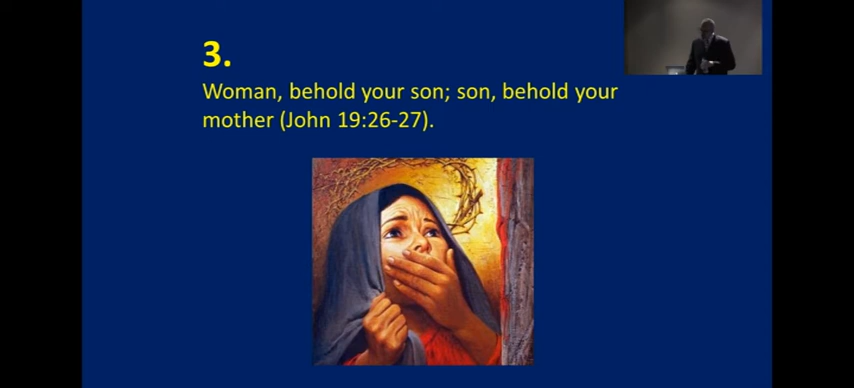 3.
Woman, behold your son; son, behold your
mother (John 19:26-27).